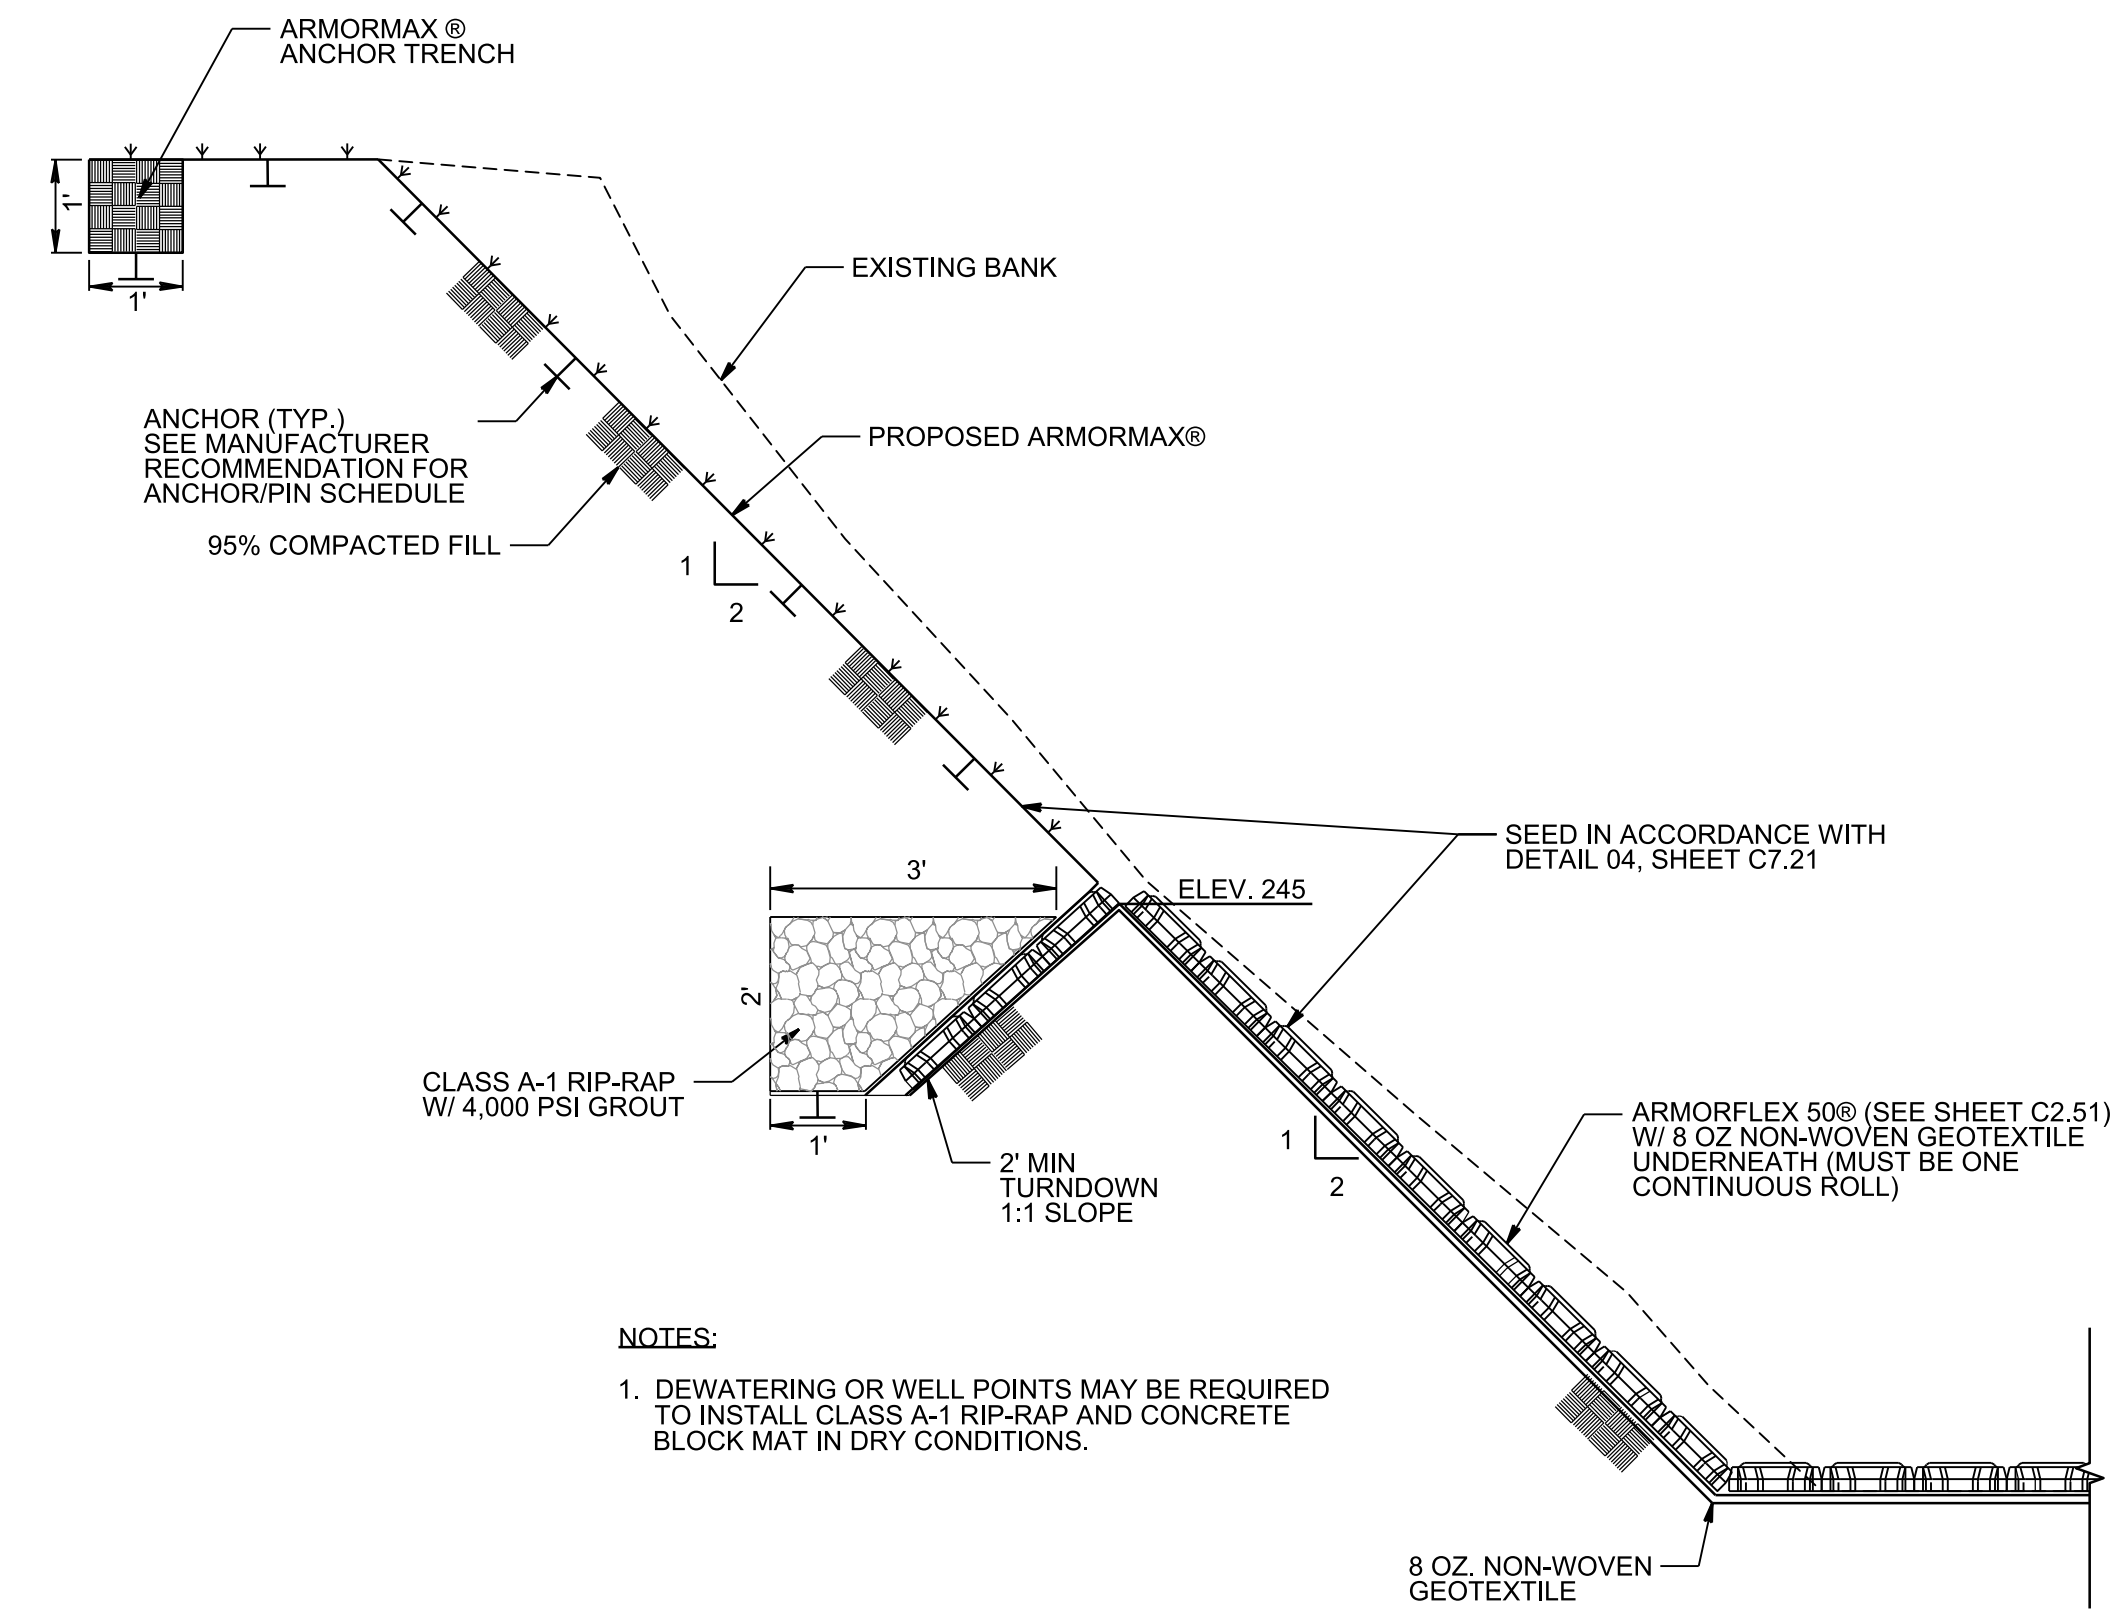 ARMORMAX ®
ANCHOR TRENCH
1'
1'
EXISTING BANK
ANCHOR (TYP.)
SEE MANUFACTURER
RECOMMENDATION FOR
ANCHOR/PIN SCHEDULE
PROPOSED ARMORMAX®
95% COMPACTED FILL
1
2
SEED IN ACCORDANCE WITH
DETAIL 04, SHEET C7.21
3'
ELEV. 245
2'
CLASS A-1 RIP-RAP
W/ 4,000 PSI GROUT
1'
2' MIN
TURNDOWN
1:1 SLOPE
1
2
ARMORFLEX 50® (SEE SHEET C2.51)
W/ 8 OZ NON-WOVEN GEOTEXTILE
UNDERNEATH (MUST BE ONE
CONTINUOUS ROLL)
NOTES:
1. DEWATERING OR WELL POINTS MAY BE REQUIRED
TO INSTALL CLASS A-1 RIP-RAP AND CONCRETE
BLOCK MAT IN DRY CONDITIONS.
8 OZ. NON-WOVEN
GEOTEXTILE